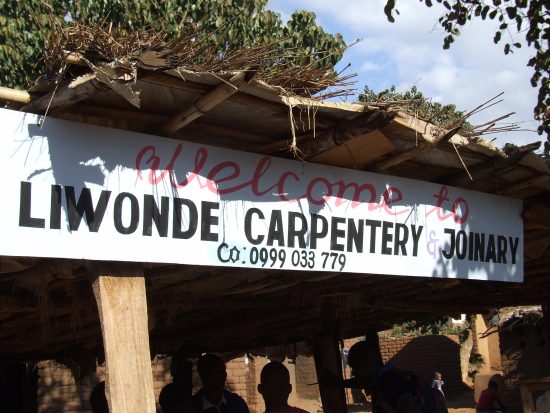 Welcome to
LIWONDE CARPENTERY & JOINARY
Co: 0999 033 779